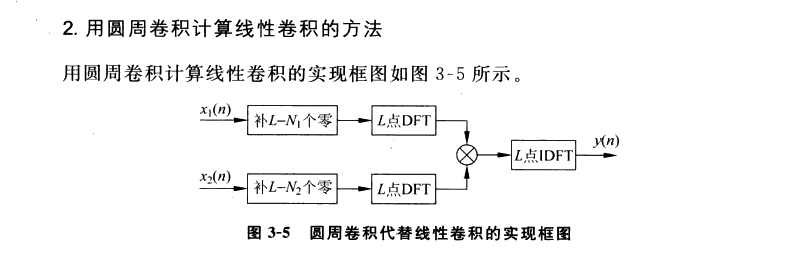 2. 用圆周卷积计算线性卷积的方法
用圆周卷积计算线性卷积的实现框图如图 3-5 所示。
x₁(n)
补L-N₁个零
L点DFT
y(n)
L点IDFT
x₂(n)
补L-N₂个零
L点DFT
图 3-5 圆周卷积代替线性卷积的实现框图